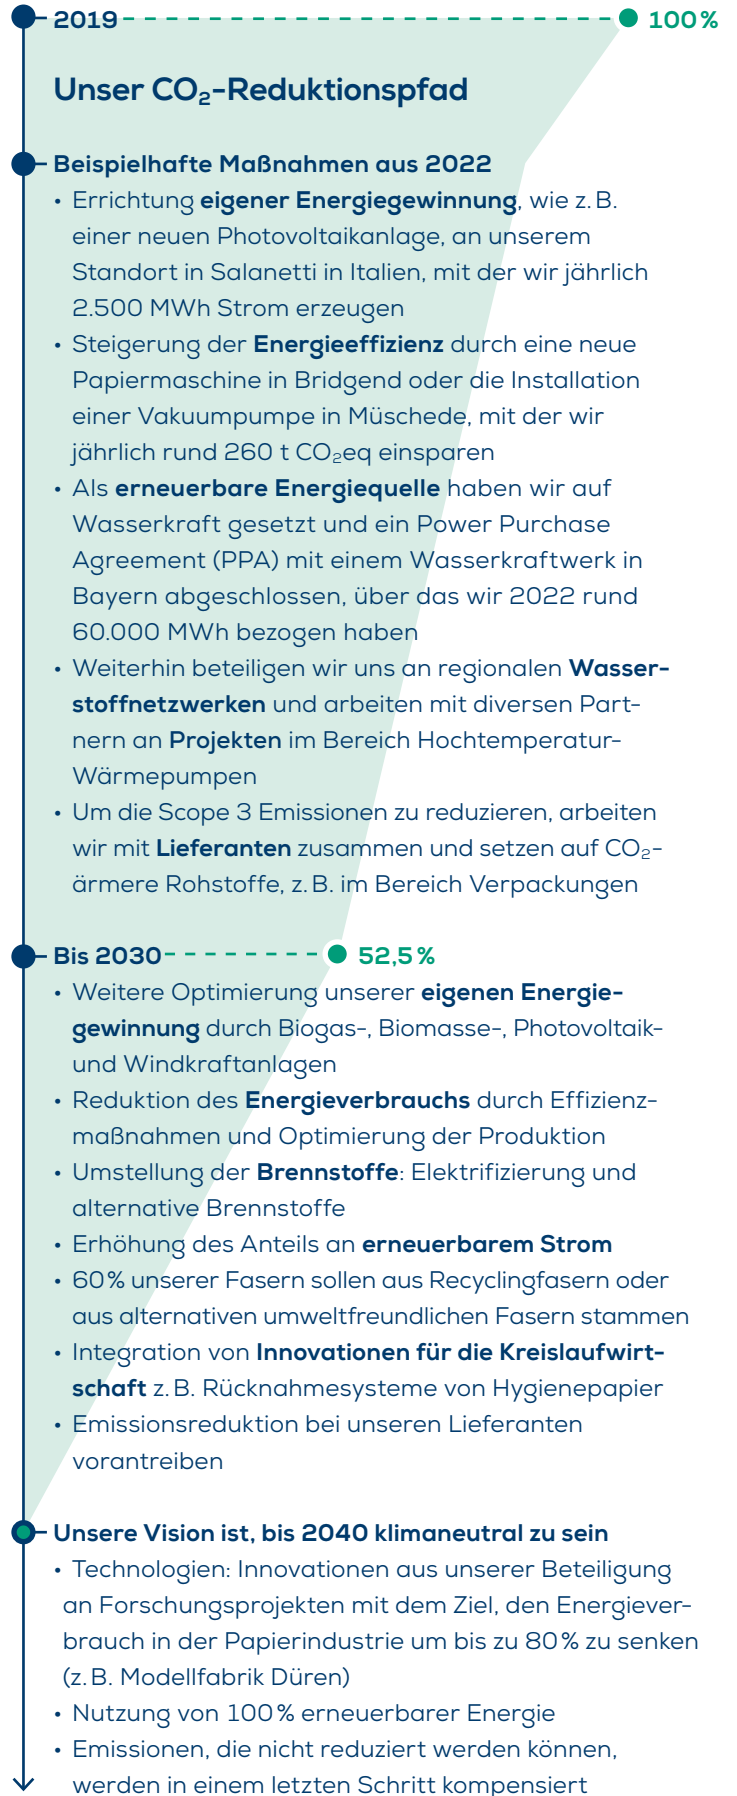 2019 100 %
Unser CO₂-Reduktionspfad
Beispielhafte Maßnahmen aus 2022
• Errichtung eigener Energiegewinnung, wie z. B.
einer neuen Photovoltaikanlage, an unserem
Standort in Salanetti in Italien, mit der wir jährlich
2.500 MWh Strom erzeugen
• Steigerung der Energieeffizienz durch eine neue
Papiermaschine in Bridgend oder die Installation
einer Vakuumpumpe in Müschede, mit der wir
jährlich rund 260 t CO₂eq einsparen
• Als erneuerbare Energiequelle haben wir auf
Wasserkraft gesetzt und ein Power Purchase
Agreement (PPA) mit einem Wasserkraftwerk in
Bayern abgeschlossen, über das wir 2022 rund
60.000 MWh bezogen haben
• Weiterhin beteiligen wir uns an regionalen Wasser-
stoffnetzwerken und arbeiten mit diversen Part-
nern an Projekten im Bereich Hochtemperatur-
Wärmepumpen
• Um die Scope 3 Emissionen zu reduzieren, arbeiten
wir mit Lieferanten zusammen und setzen auf CO₂-
ärmere Rohstoffe, z. B. im Bereich Verpackungen
Bis 2030 52,5 %
• Weitere Optimierung unserer eigenen Energie-
gewinnung durch Biogas-, Biomasse-, Photovoltaik-
und Windkraftanlagen
• Reduktion des Energieverbrauchs durch Effizienz-
maßnahmen und Optimierung der Produktion
• Umstellung der Brennstoffe: Elektrifizierung und
alternative Brennstoffe
• Erhöhung des Anteils an erneuerbarem Strom
• 60 % unserer Fasern sollen aus Recyclingfasern oder
aus alternativen umweltfreundlichen Fasern stammen
• Integration von Innovationen für die Kreislaufwirt-
schaft z. B. Rücknahmesysteme von Hygienepapier
• Emissionsreduktion bei unseren Lieferanten
vorantreiben
Unsere Vision ist, bis 2040 klimaneutral zu sein
• Technologien: Innovationen aus unserer Beteiligung
an Forschungsprojekten mit dem Ziel, den Energiever-
brauch in der Papierindustrie um bis zu 80 % zu senken
(z. B. Modellfabrik Düren)
• Nutzung von 100 % erneuerbarer Energie
• Emissionen, die nicht reduziert werden können,
werden in einem letzten Schritt kompensiert